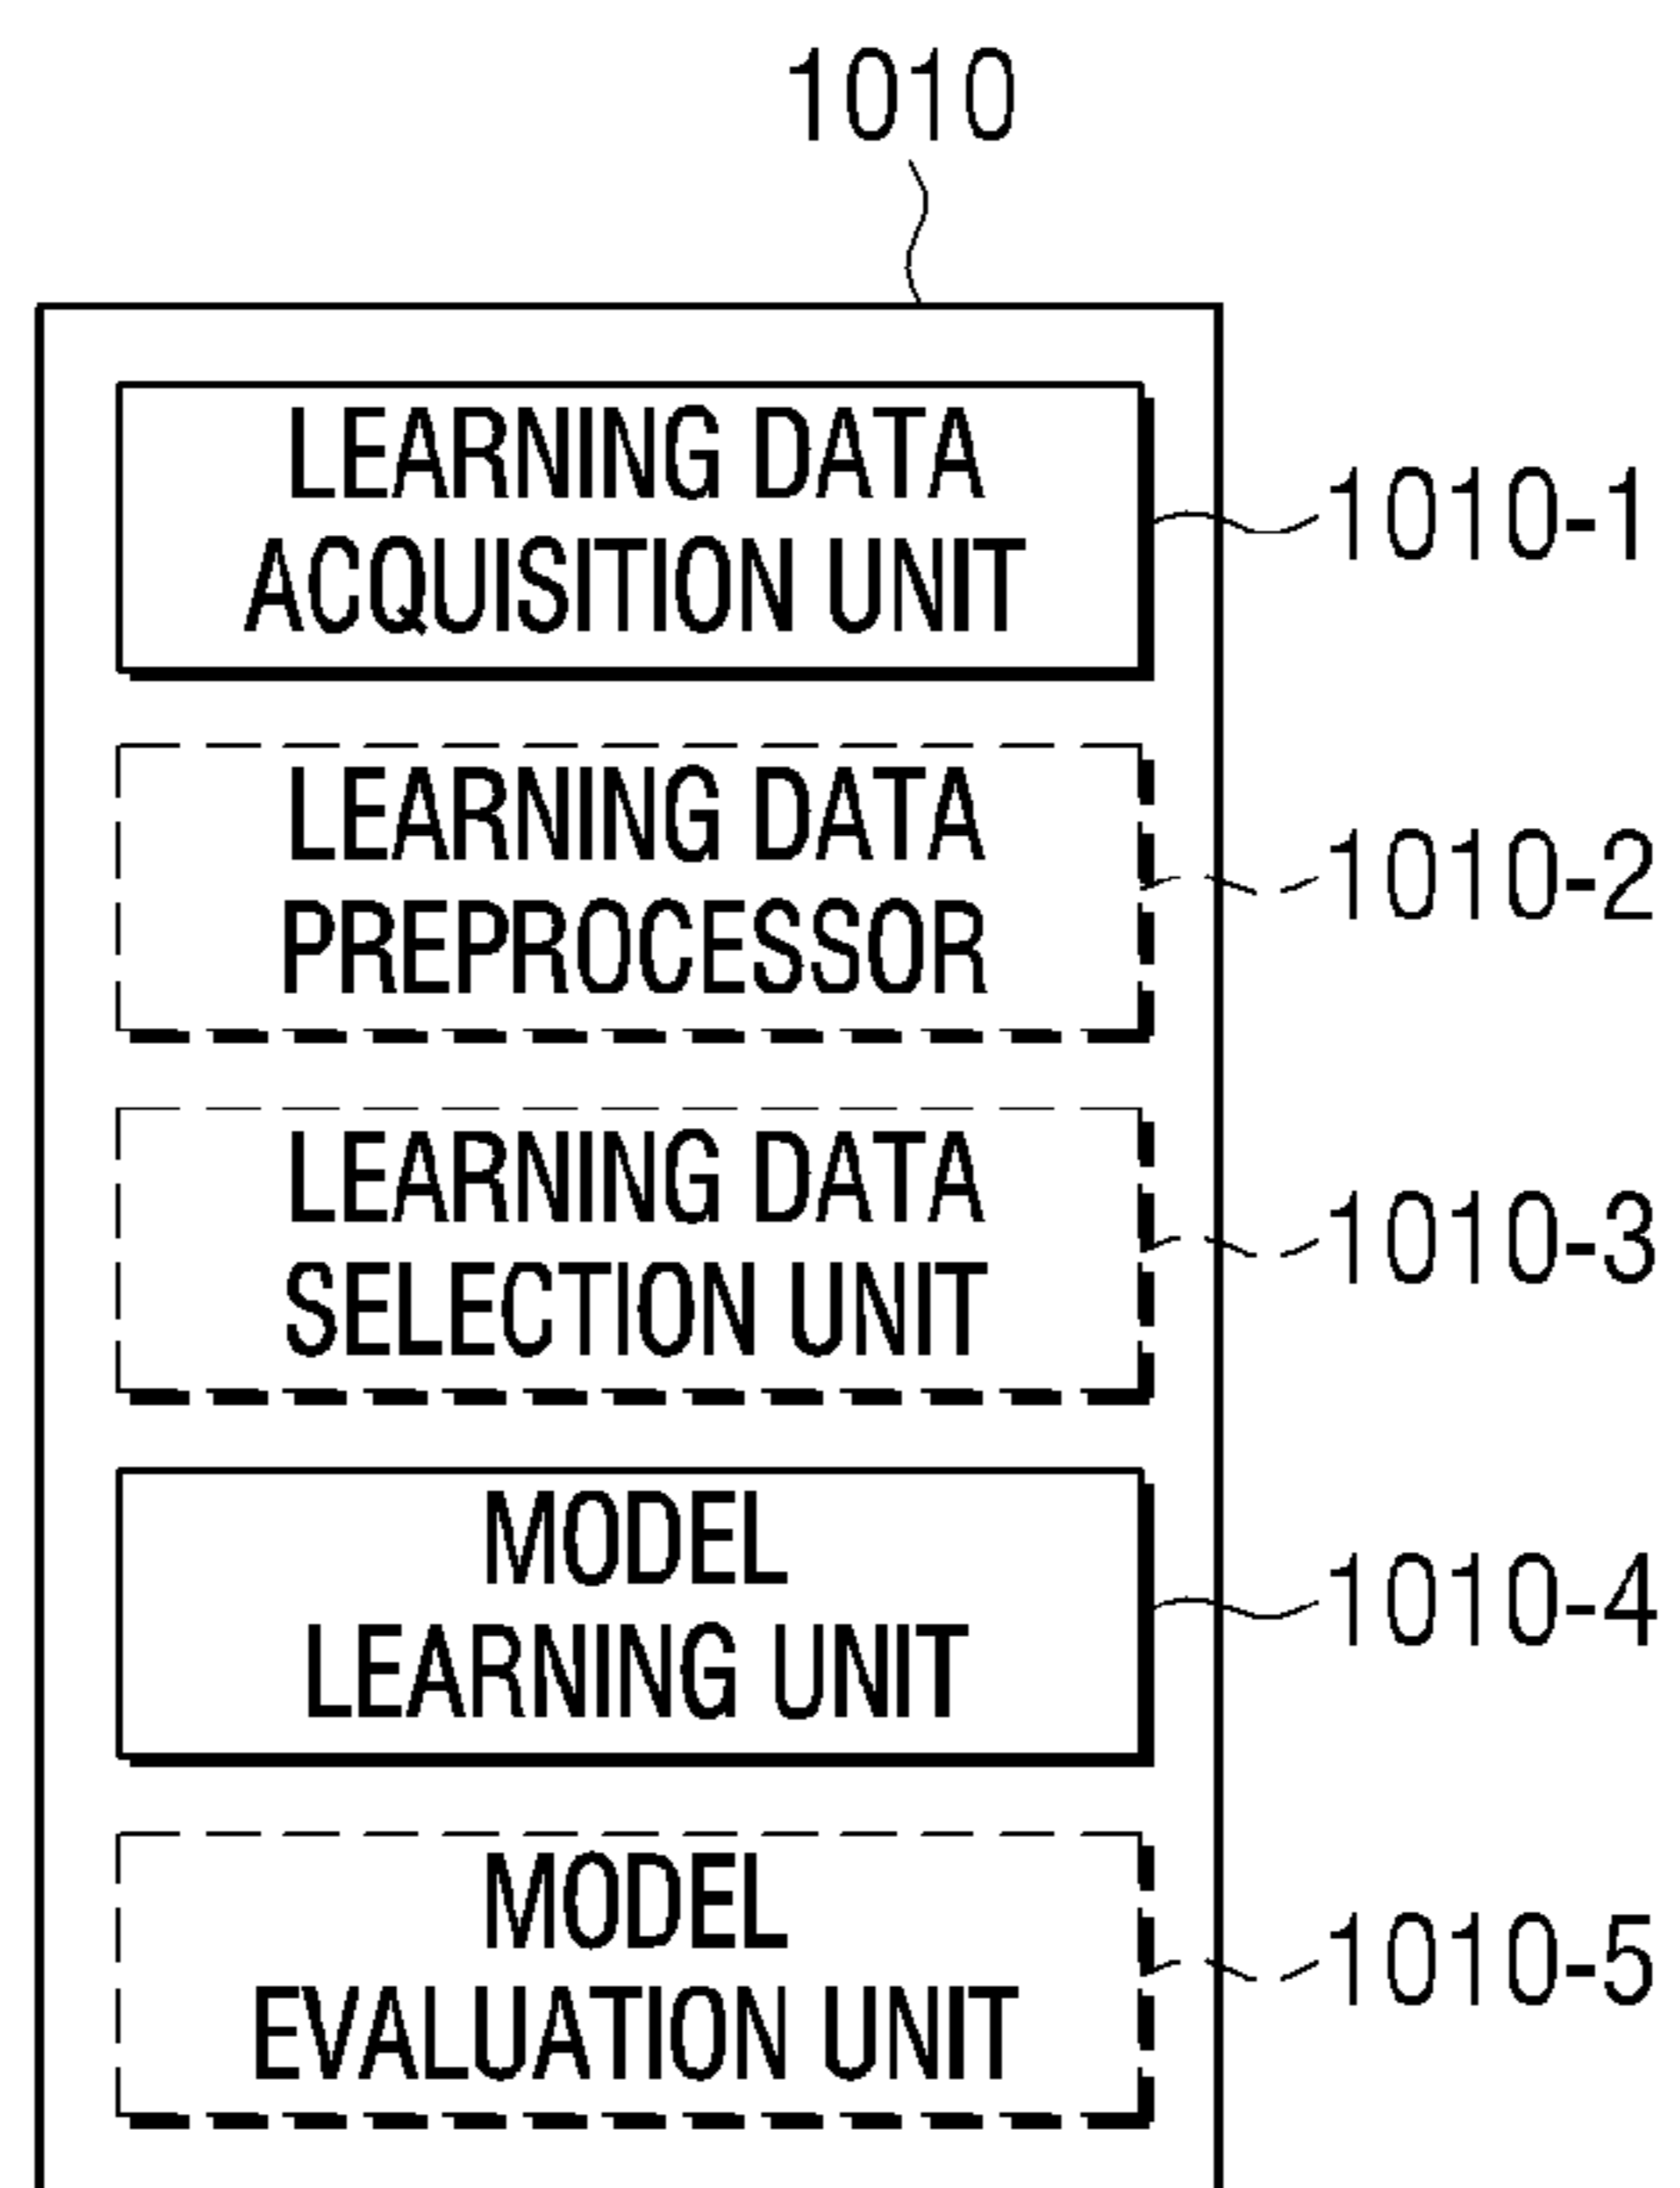 1010
LEARNING DATA
ACQUISITION UNIT
1010-1
LEARNING DATA
PREPROCESSOR
1010-2
LEARNING DATA
SELECTION UNIT
1010-3
MODEL
LEARNING UNIT
1010-4
MODEL
EVALUATION UNIT
1010-5